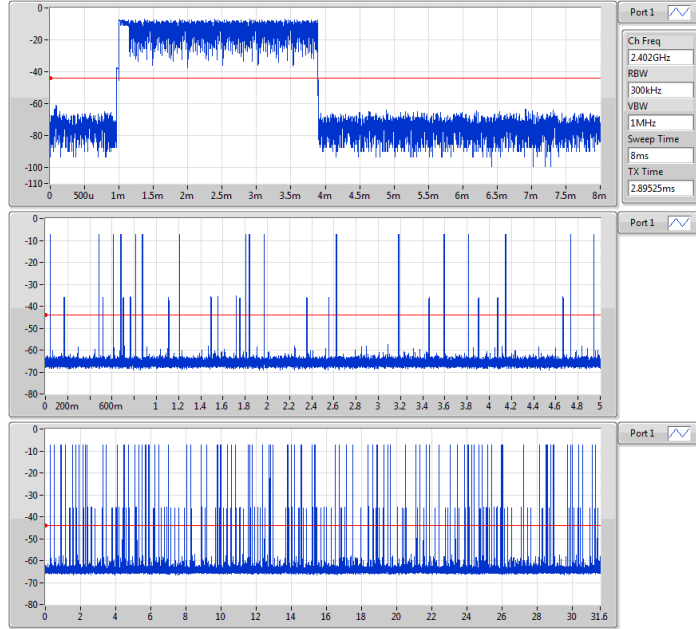 0
-20
-40
-60
-80
-100
-110
0 500u 1m 1.5m 2m 2.5m 3m 3.5m 4m 4.5m 5m 5.5m 6m 6.5m 7m 7.5m 8m
Port 1
Ch Freq
2.402GHz
RBW
300kHz
VBW
1MHz
Sweep Time
8ms
TX Time
2.89525ms
0
-10
-20
-30
-40
-50
-60
-70
-80
0 200m 600m 1 1.2 1.4 1.6 1.8 2 2.2 2.4 2.6 2.8 3 3.2 3.4 3.6 3.8 4 4.2 4.4 4.6 4.8 5
Port 1
0
-10
-20
-30
-40
-50
-60
-70
-80
0 2 4 6 8 10 12 14 16 18 20 22 24 26 28 30 31.6
Port 1